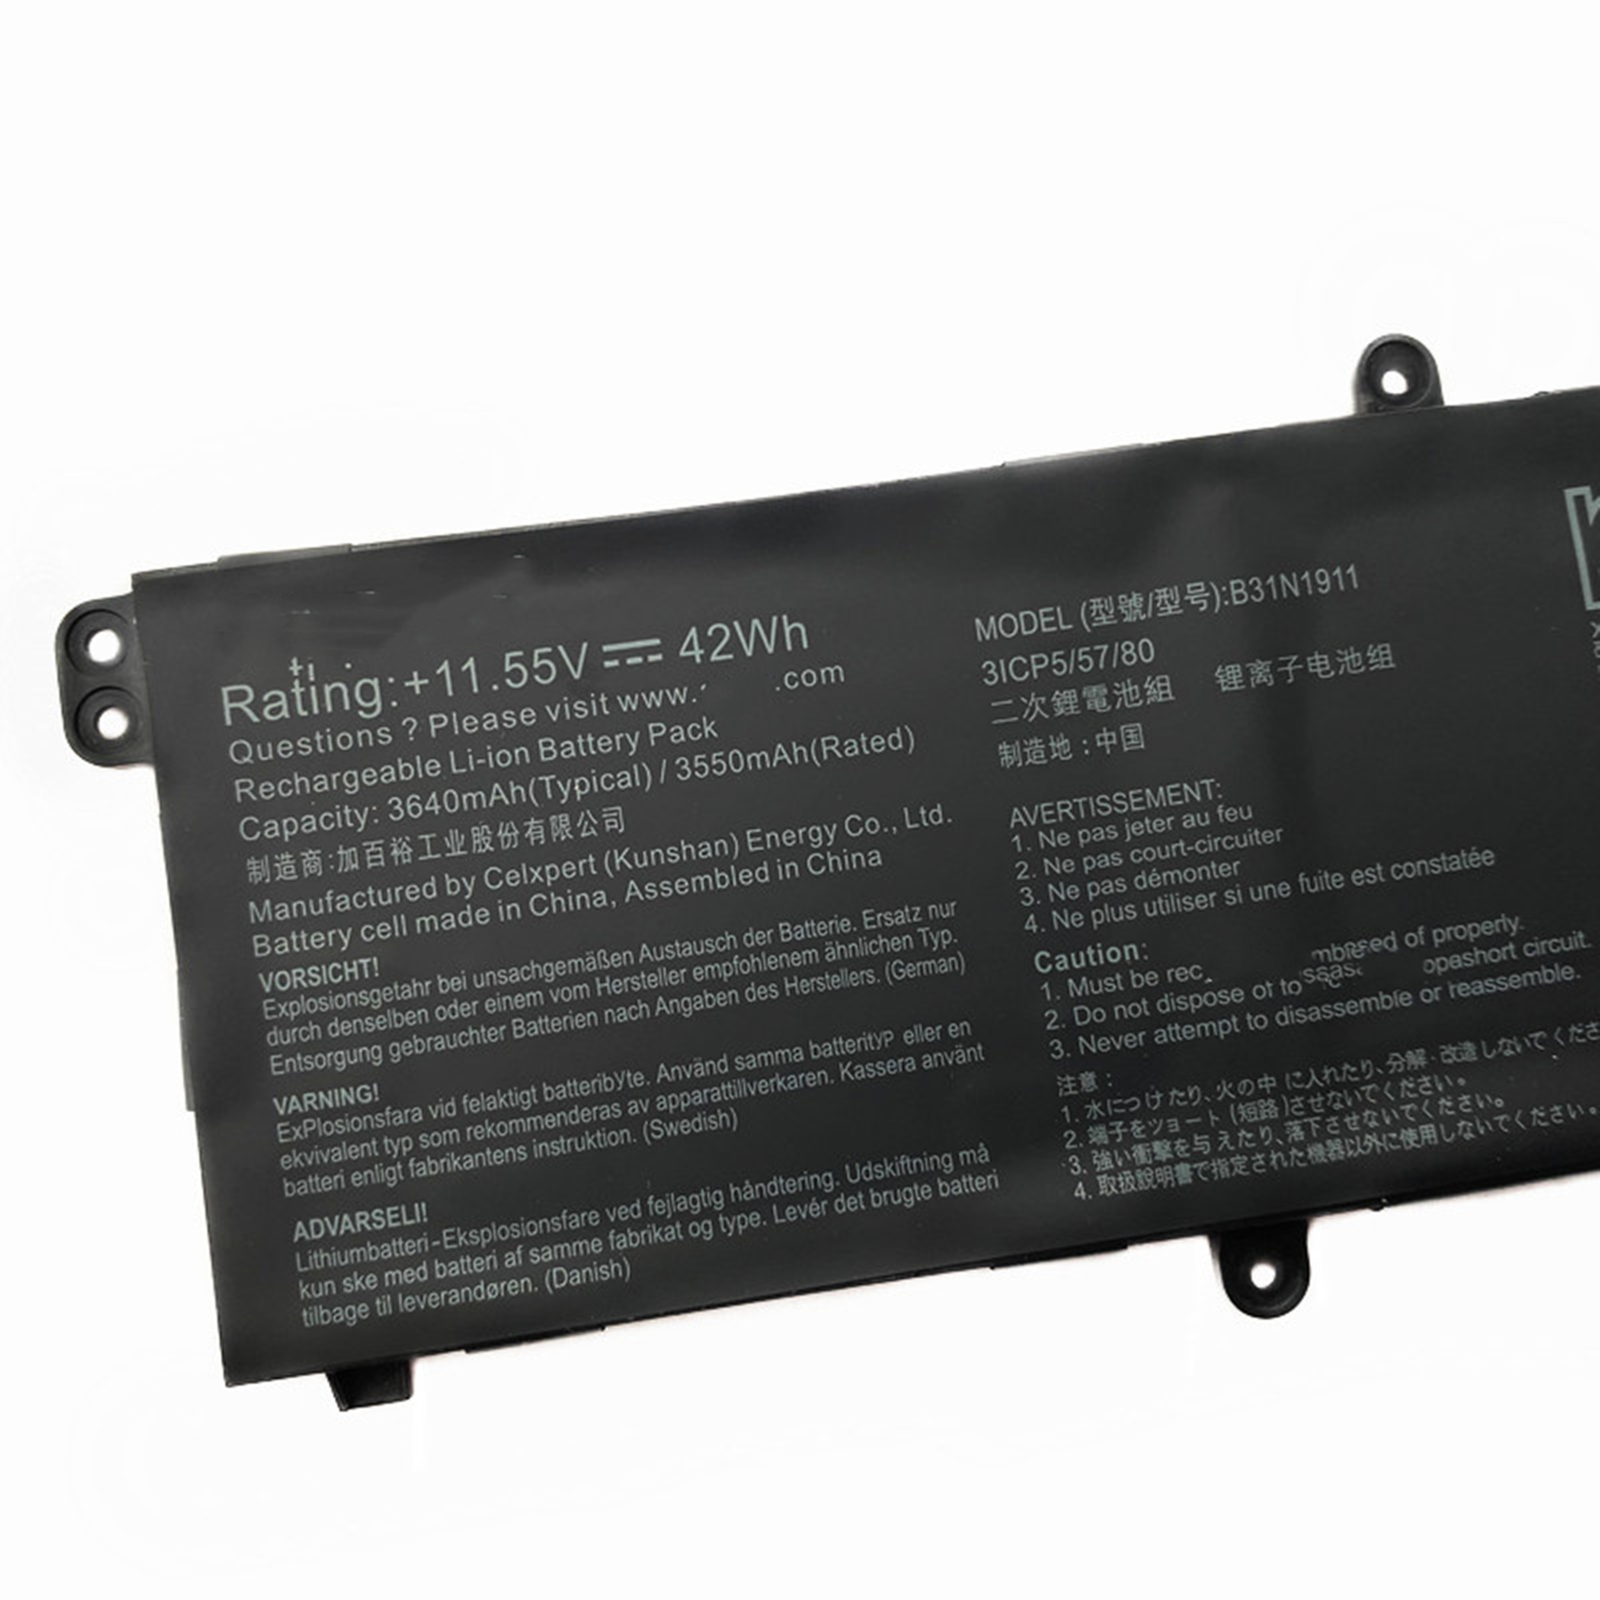 Rating:+11.55V 42Wh
Questions ? Please visit www. .com
Rechargeable Li-ion Battery Pack
Capacity: 3640mAh(Typical) / 3550mAh(Rated)
制造商:加百裕工业股份有限公司
Manufactured by Celxpert (Kunshan) Energy Co., Ltd.
Battery cell made in China, Assembled in China
VORSICHT!
Explosionsgetahr bei unsachgemäßen Austausch der Batterie. Ersatz nur
durch denselben oder einem vom Hersteller empfohlenem ähnlichen Typ.
Entsorgung gebrauchter Batterien nach Angaben des Herstellers. (German)
VARNING!
ExPlosionsfara vid felaktigt batteribyte. Använd samma batterityp eller en
ekvivalent typ som rekommenderas av apparattillverkaren. Kassera använt
batteri enligt fabrikantens instruktion. (Swedish)
ADVARSELI!
Lithiumbatteri-Eksplosionsfare ved fejlagtig håndtering. Udskiftning må
kun ske med batteri af samme fabrikat og type. Levér det brugte batteri
tilbage til leverandøren. (Danish)
MODEL (型號/型号):B31N1911
3ICP5/57/80
二次鋰電池組 锂离子电池组
制造地:中国
AVERTISSEMENT:
1. Ne pas jeter au feu
2. Ne pas court-circuiter
3. Ne pas démonter
4. Ne plus utiliser si une fuite est constatée
Caution:
1. Must be rec of properly.
2. Do not dispose of to short circuit.
3. Never attempt to disassemble or reassemble.
注意:
1. 水につけたり、火の中に入れたり、分解·改造しないでくださ
2. 端子をツョート (短路)させないでください。
3. 強い衝撃を与えたり、落下させないでください。
4. 取扱說明書で指定された機器以外に使用しないでください。